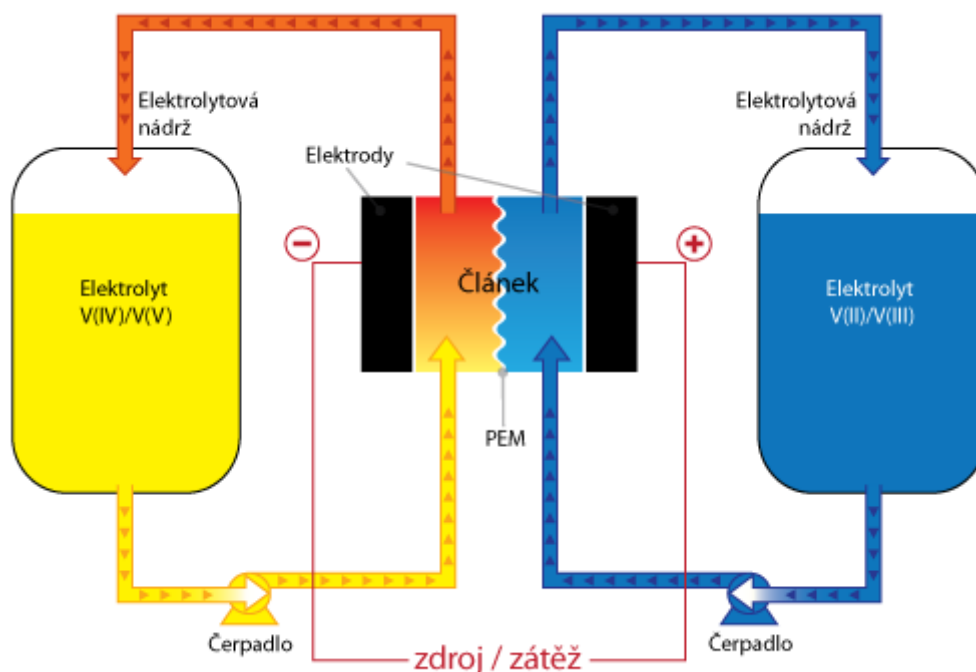 Elektrolytová
nádrž
Elektrolytová
nádrž
Elektrody
−
+
Článek
Elektrolyt
V(IV)/V(V)
Elektrolyt
V(II)/V(III)
PEM
Čerpadlo
Čerpadlo
zdroj / zátěž